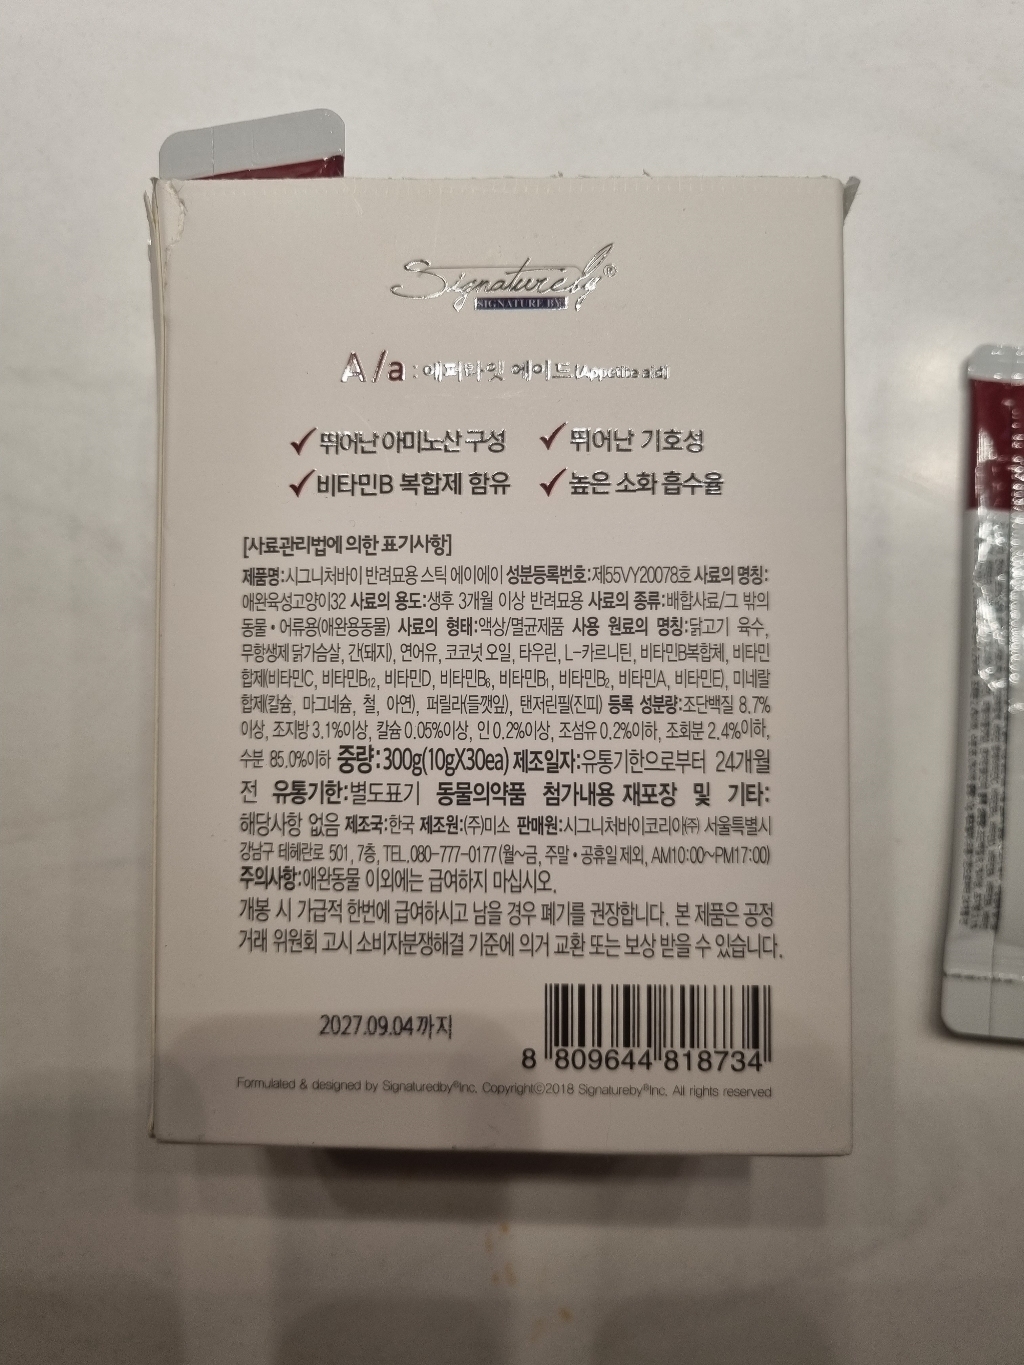 Signatureby®
SIGNATURE BY
A/a : 애퍼타잇 에이드(Appetite aid)
✓뛰어난 아미노산 구성 ✓뛰어난 기호성
✓비타민B 복합제 함유 ✓높은 소화 흡수율
[사료관리법에 의한 표기사항]
제품명:시그니처바이 반려묘용 스틱 에이에이 성분등록번호:제55VY20078호 사료의 명칭:
애완육성고양이32 사료의 용도:생후 3개월 이상 반려묘용 사료의 종류:배합사료/그 밖의
동물•어류용(애완용동물) 사료의 형태:액상/멸균제품 사용 원료의 명칭:닭고기 육수,
무항생제 닭가슴살, 간(돼지), 연어유, 코코넛 오일, 타우린, L-카르니틴, 비타민B복합체, 비타민
합제(비타민C, 비타민B₁₂, 비타민D, 비타민B₆, 비타민B₁, 비타민B₂, 비타민A, 비타민E), 미네랄
합제(칼슘, 마그네슘, 철, 아연), 퍼릴라(들깻잎), 탠저린필(진피) 등록 성분량:조단백질 8.7%
이상, 조지방 3.1%이상, 칼슘 0.05%이상, 인 0.2%이상, 조섬유 0.2%이하, 조회분 2.4%이하,
수분 85.0%이하 중량:300g(10gX30ea) 제조일자:유통기한으로부터 24개월
전 유통기한:별도표기 동물의약품 첨가내용 재포장 및 기타:
해당사항 없음 제조국:한국 제조원:(주)미소 판매원:시그니처바이코리아㈜ 서울특별시
강남구 테헤란로 501, 7층, TEL.080-777-0177 (월~금, 주말•공휴일 제외, AM10:00~PM17:00)
주의사항:애완동물 이외에는 급여하지 마십시오.
개봉 시 가급적 한번에 급여하시고 남을 경우 폐기를 권장합니다. 본 제품은 공정
거래 위원회 고시 소비자분쟁해결 기준에 의거 교환 또는 보상 받을 수 있습니다.
2027.09.04까지
8 809644 818734
Formulated & designed by Signaturedby®Inc. Copyrightⓒ2018 Signatureby®Inc. All rights reserved